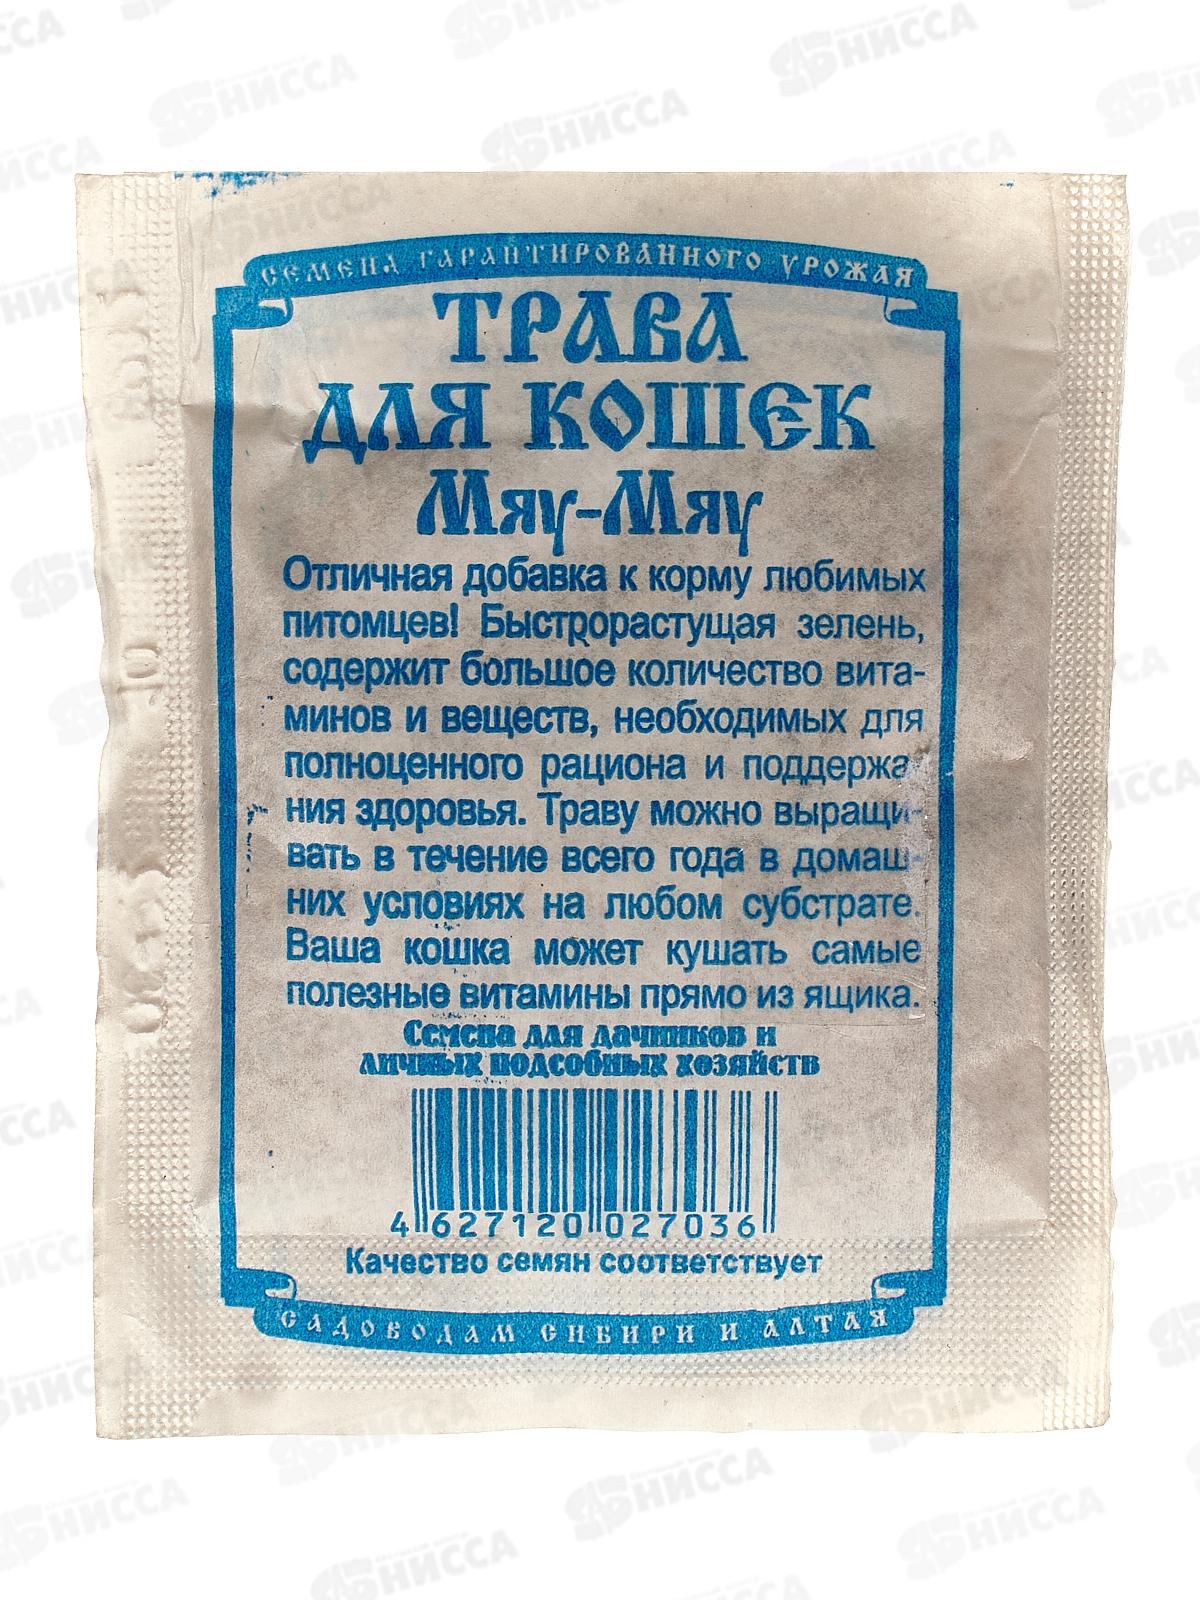 СЕМЕНА ГАРАНТИРОВАННОГО УРОЖАЯ
ТРАВА
ДЛЯ КОШЕК
Мяу-Мяу
Отличная добавка к корму любимых
питомцев! Быстрорастущая зелень,
содержит большое количество вита-
минов и веществ, необходимых для
полноценного рациона и поддержа
ния здоровья. Траву можно выращи-
вать в течение всего года в домаш-
них условиях на любом субстрате.
Ваша кошка может кушать самые
полезные витамины прямо из ящика.
Семена для дачников и
личных подсобных хозяйств
4 627120 027036
Качество семян соответствует
САДОВОДАМ СИБИРИ И АЛТАЯ